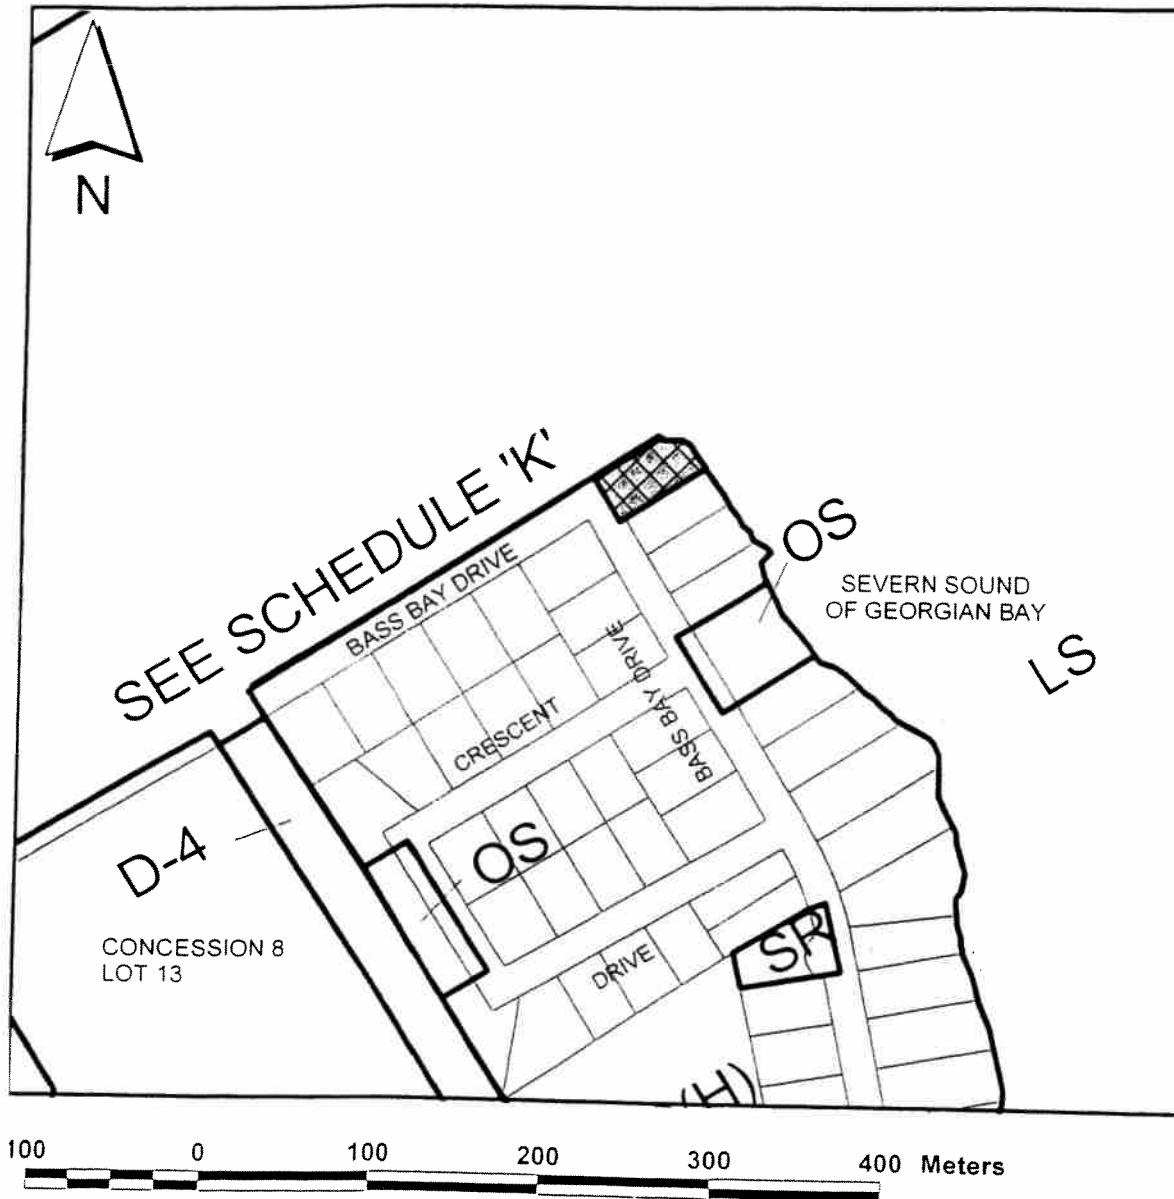 N
SEE SCHEDULE 'K'
BASS BAY DRIVE
OS
SEVERN SOUND
OF GEORGIAN BAY
LS
BASS BAY DRIVE
CRESCENT
D-4
OS
CONCESSION 8
LOT 13
DRIVE
SR
(H)
100 0 100 200 300 400 Meters